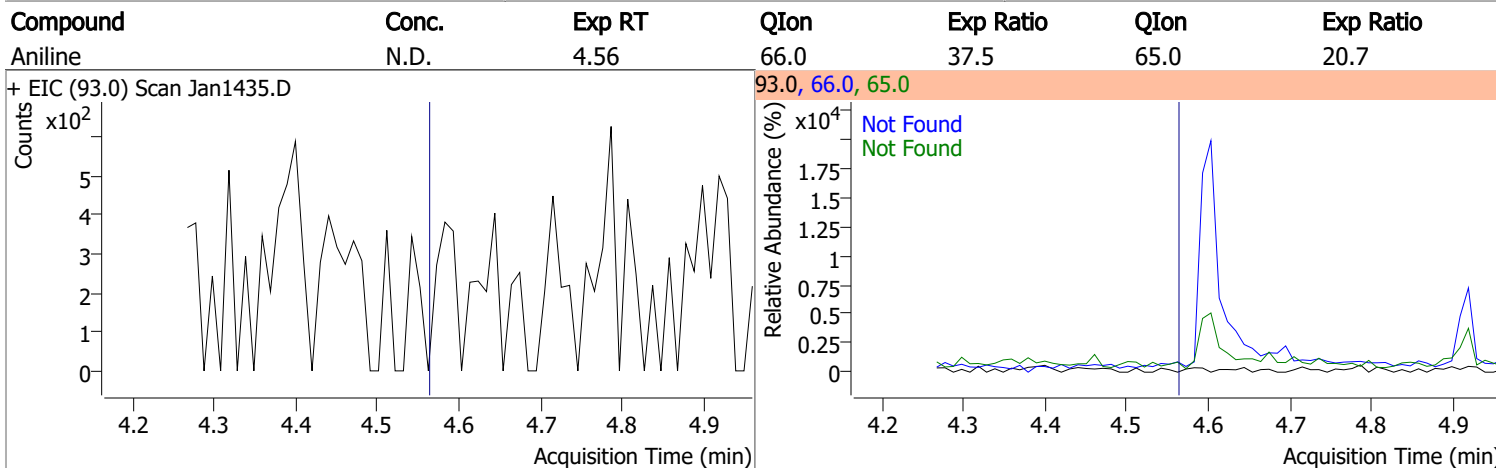 Compound Conc. Exp RT QIon Exp Ratio QIon Exp Ratio
Aniline N.D. 4.56 66.0 37.5 65.0 20.7
+ EIC (93.0) Scan Jan1435.D
Counts
x10²
5
4
3
2
1
0
4.2 4.3 4.4 4.5 4.6 4.7 4.8 4.9
Acquisition Time (min)
93.0, 66.0, 65.0
Relative Abundance (%)
x10⁴
Not Found
Not Found
1.75
1.5
1.25
1
0.75
0.5
0.25
0
4.2 4.3 4.4 4.5 4.6 4.7 4.8 4.9
Acquisition Time (min)